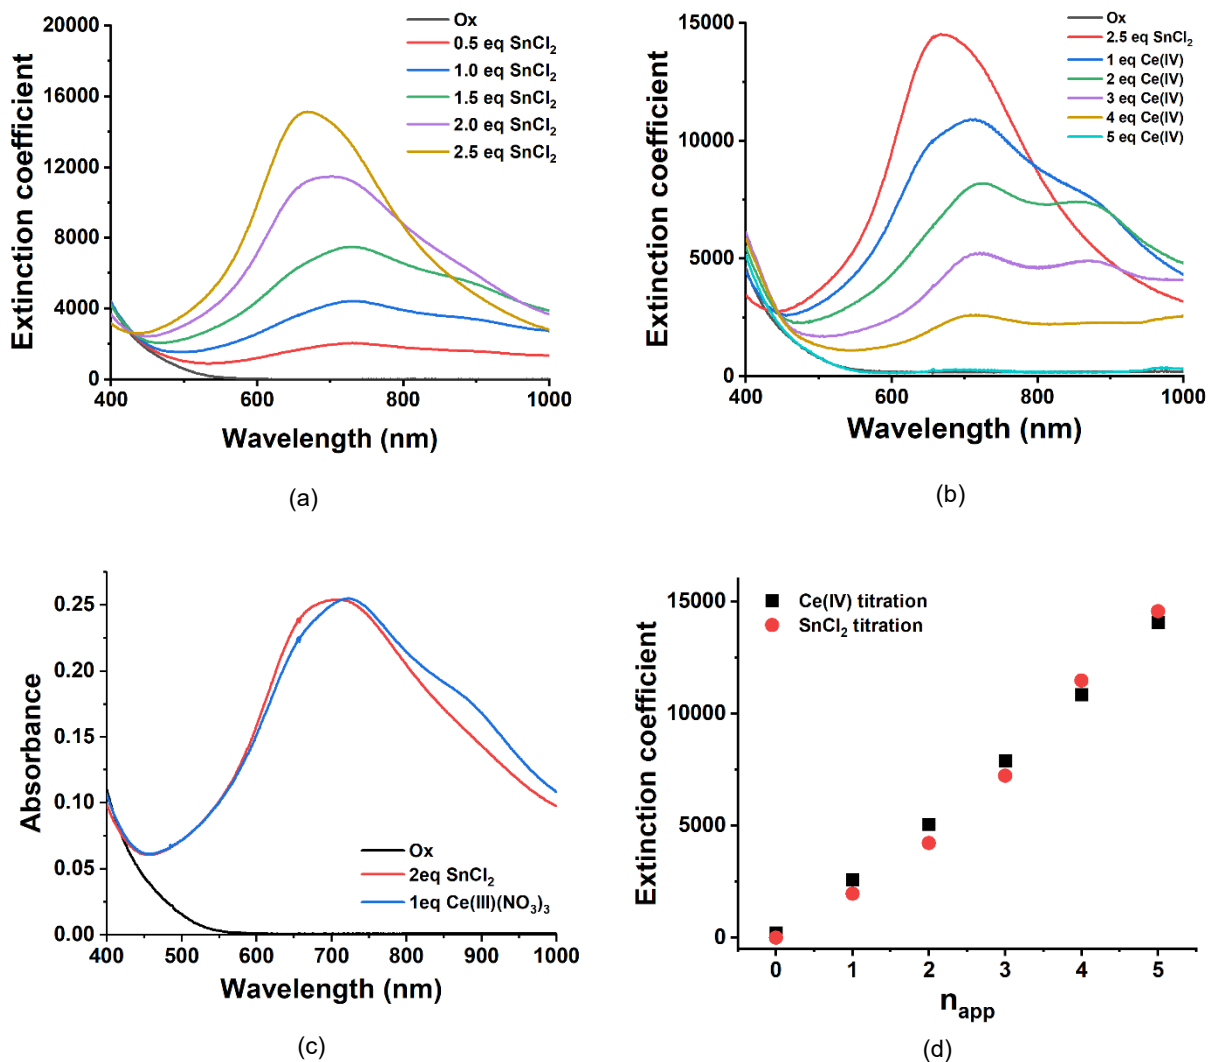 20000
16000
12000
8000
4000
0
400
600
800
1000
Extinction coefficient
Wavelength (nm)
Ox
0.5 eq SnCl₂
1.0 eq SnCl₂
1.5 eq SnCl₂
2.0 eq SnCl₂
2.5 eq SnCl₂
(a)
15000
10000
5000
0
400
600
800
1000
Extinction coefficient
Wavelength (nm)
Ox
2.5 eq SnCl₂
1 eq Ce(IV)
2 eq Ce(IV)
3 eq Ce(IV)
4 eq Ce(IV)
5 eq Ce(IV)
(b)
0.25
0.20
0.15
0.10
0.05
0.00
400
500
600
700
800
900
1000
Absorbance
Wavelength (nm)
Ox
2eq SnCl₂
1eq Ce(III)(NO₃)₃
(c)
15000
10000
5000
0
0
1
2
3
4
5
Extinction coefficient
nₐₚₚ
Ce(IV) titration
SnCl₂ titration
(d)